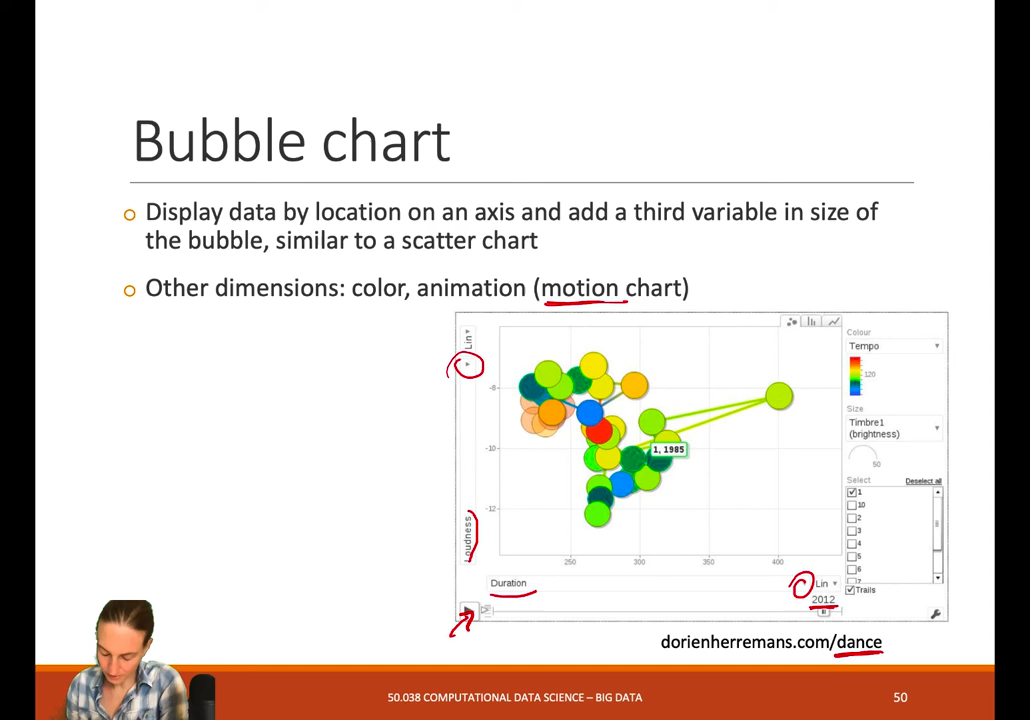 Bubble chart
Display data by location on an axis and add a third variable in size of
the bubble, similar to a scatter chart
Other dimensions: color, animation (motion chart)
Lin
Loudness
-8
-10
-12
1, 1985
250
300
350
400
Duration
Lin
2012
Colour
Tempo
120
Size
Timbre1
(brightness)
50
Select Deselect all
1
10
2
3
4
5
6
7
Trails
dorienherremans.com/dance
50.038 COMPUTATIONAL DATA SCIENCE – BIG DATA
50